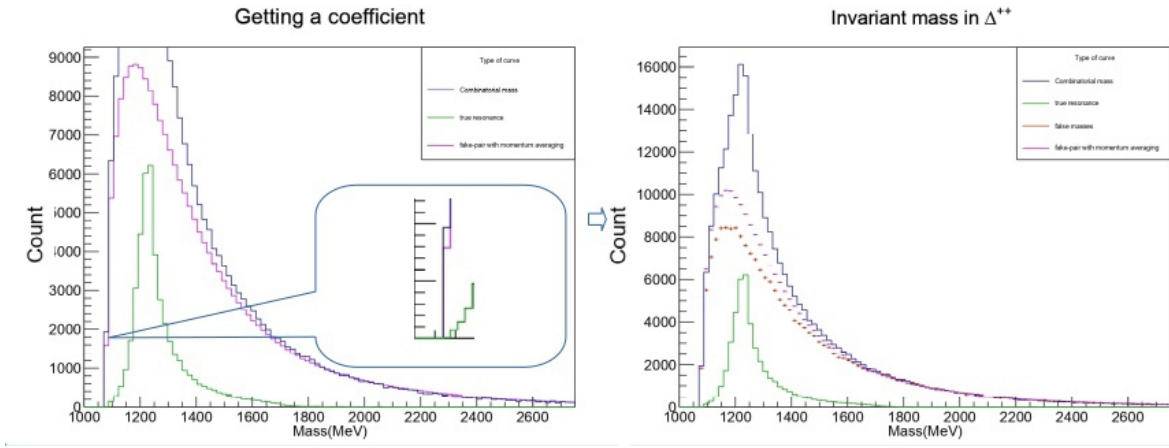 Getting a coefficient
Invariant mass in Δ++
Count
9000
8000
7000
6000
5000
4000
3000
2000
1000
0
1000 1200 1400 1600 1800 2000 2200 2400 2600
Mass(MeV)
Type of curve
Combinatorial mass
true resonance
fake-pair with momentum averaging
Count
16000
14000
12000
10000
8000
6000
4000
2000
0
1000 1200 1400 1600 1800 2000 2200 2400 2600
Mass(MeV)
Type of curve
Combinatorial mass
true resonance
false masses
fake-pair with momentum averaging